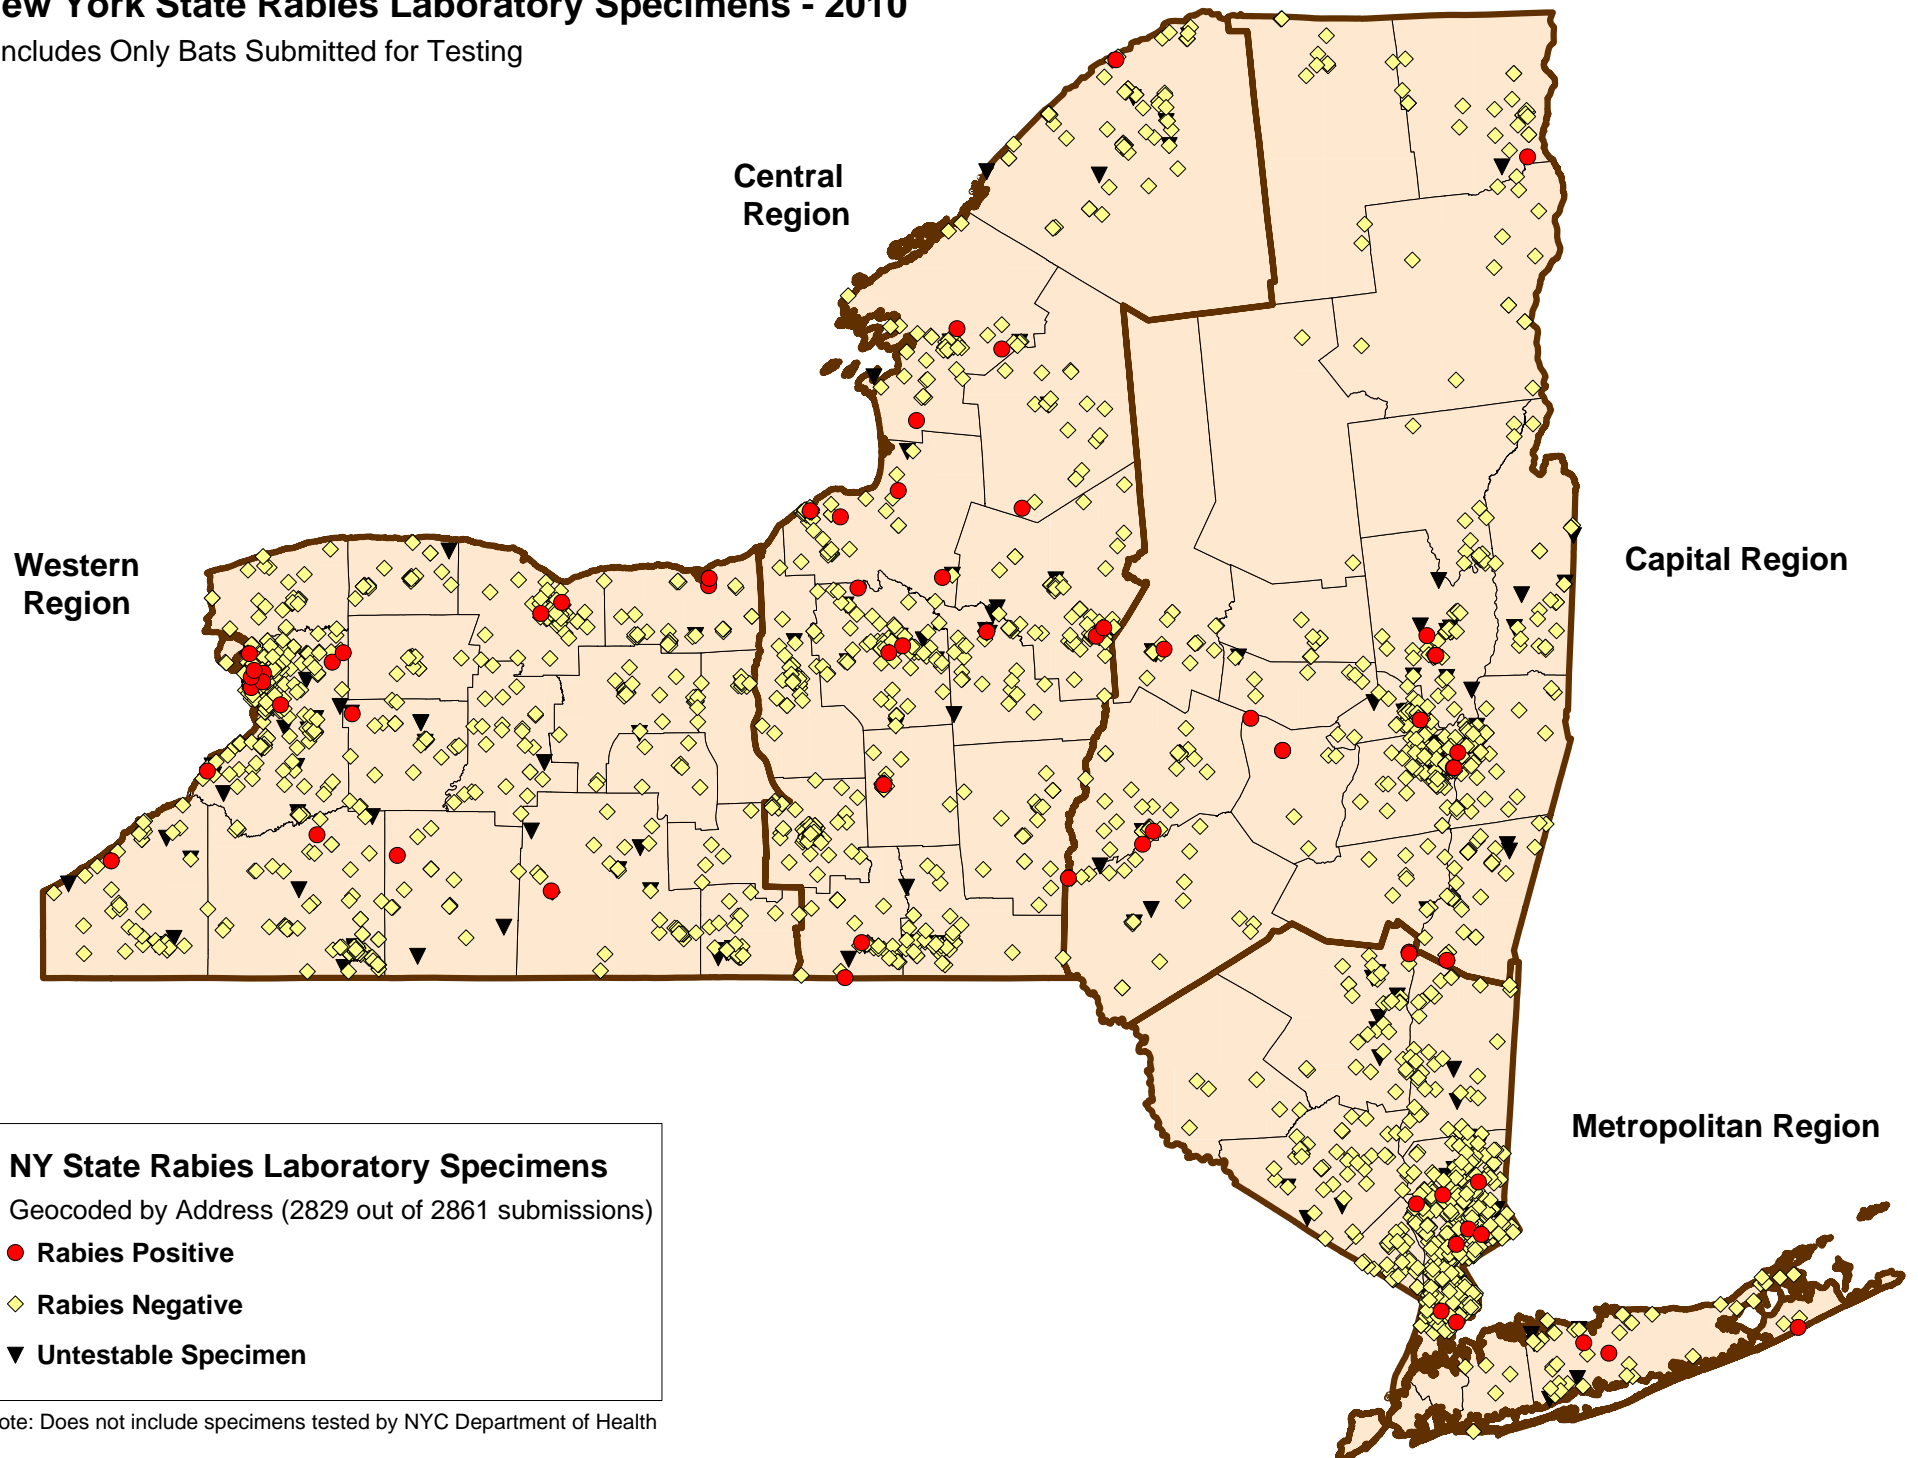 ew York State Rabies Laboratory Specimens - 2010
ncludes Only Bats Submitted for Testing
Central
Region
Western
Region
Capital Region
Metropolitan Region
NY State Rabies Laboratory Specimens
Geocoded by Address (2829 out of 2861 submissions)
Rabies Positive
Rabies Negative
Untestable Specimen
ote: Does not include specimens tested by NYC Department of Health